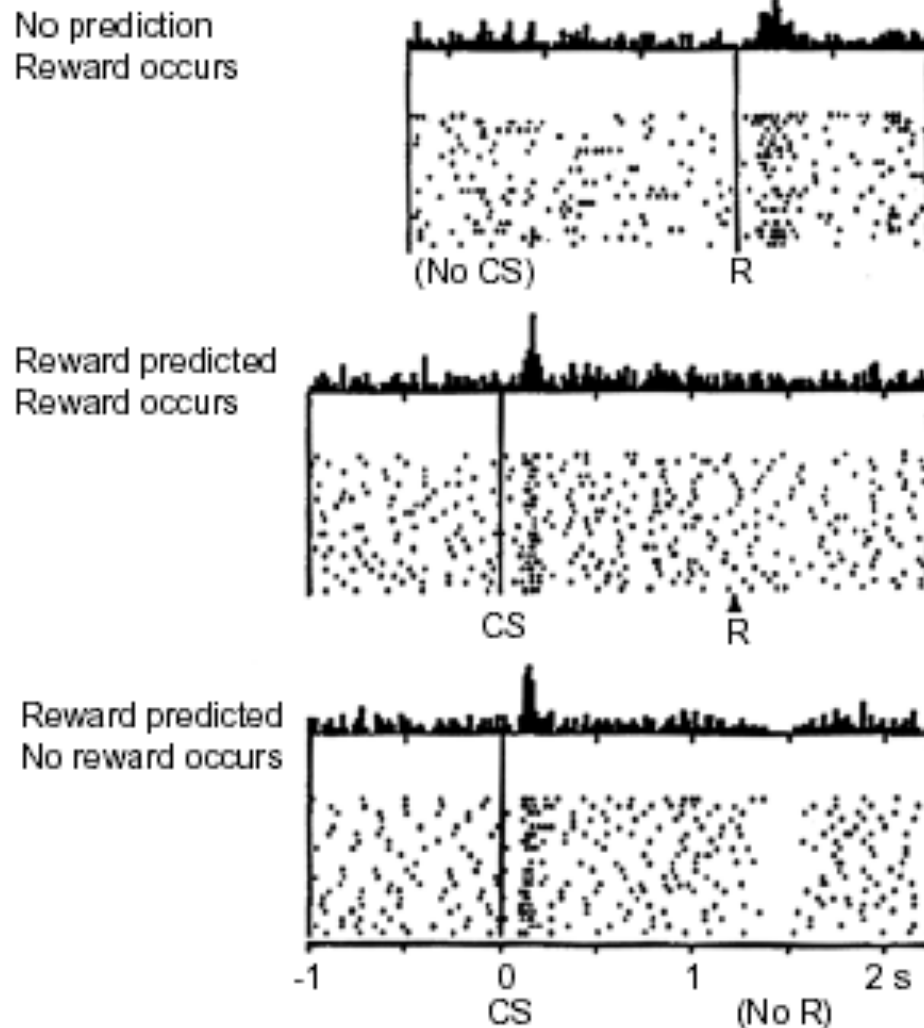 No prediction
Reward occurs
(No CS) R
Reward predicted
Reward occurs
CS R
Reward predicted
No reward occurs
-1 0 1 2 s
CS (No R)